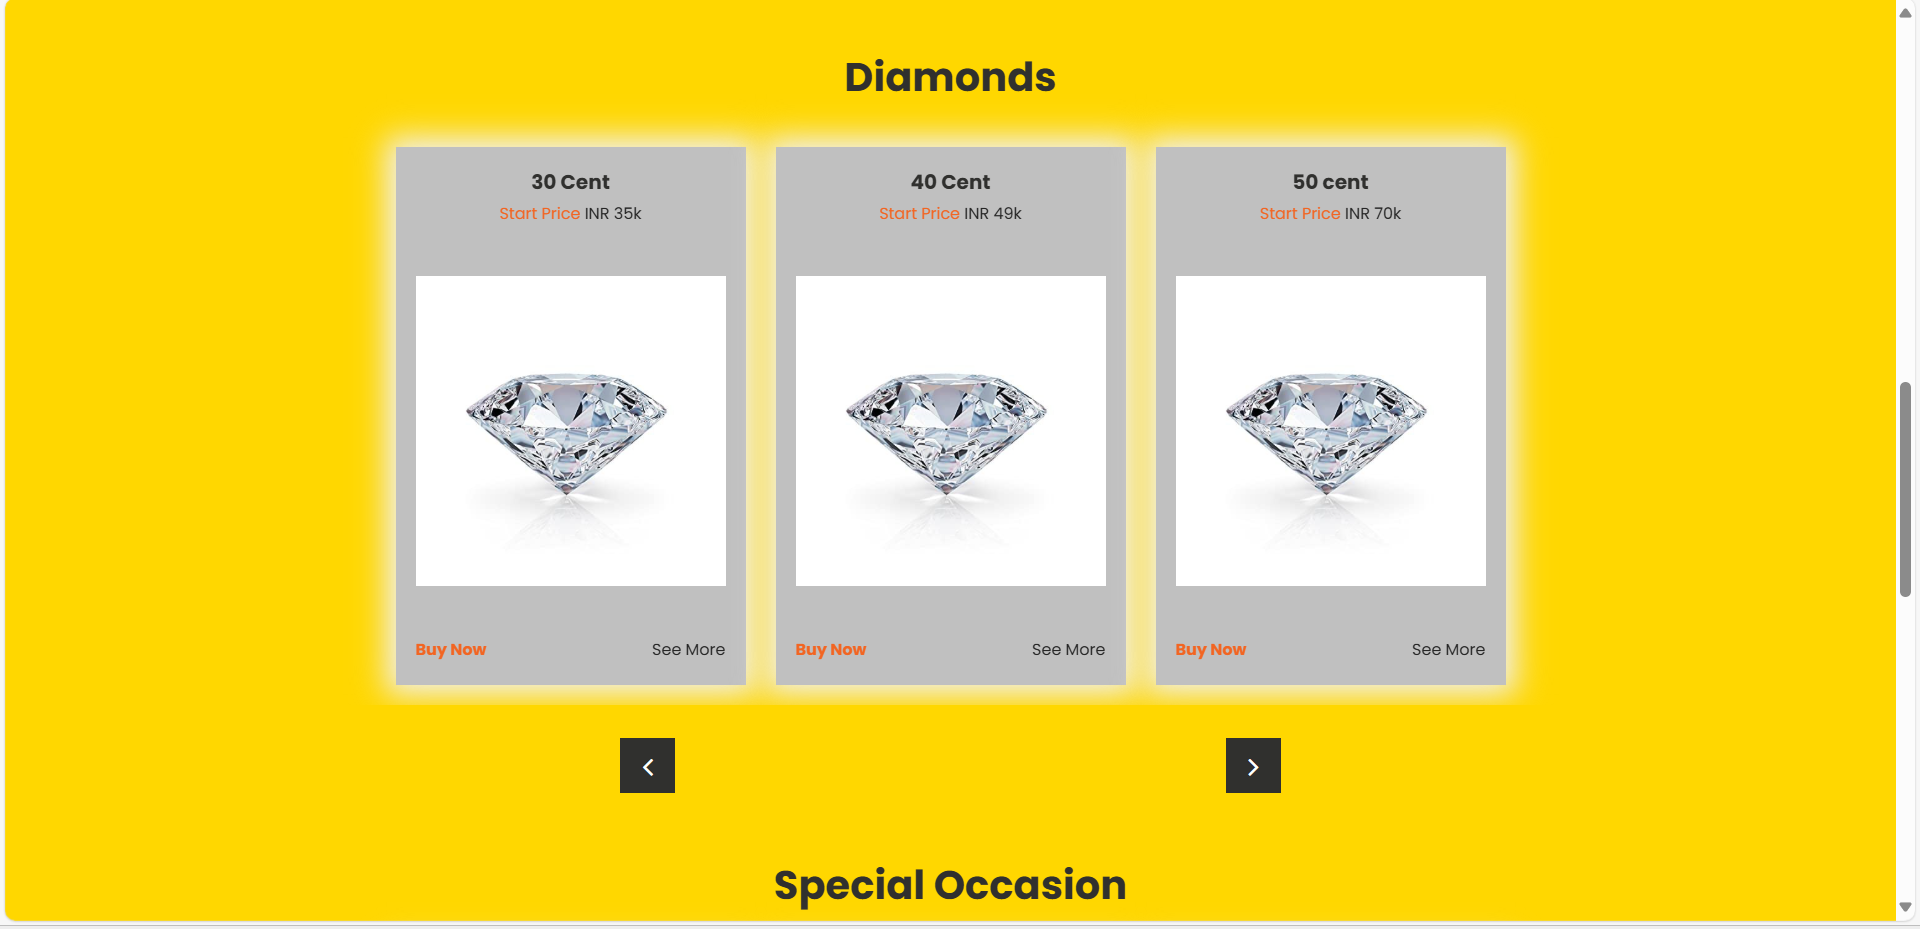 Diamonds
30 Cent
Start Price INR 35k
Buy Now See More
40 Cent
Start Price INR 49k
Buy Now See More
50 cent
Start Price INR 70k
Buy Now See More
Special Occasion